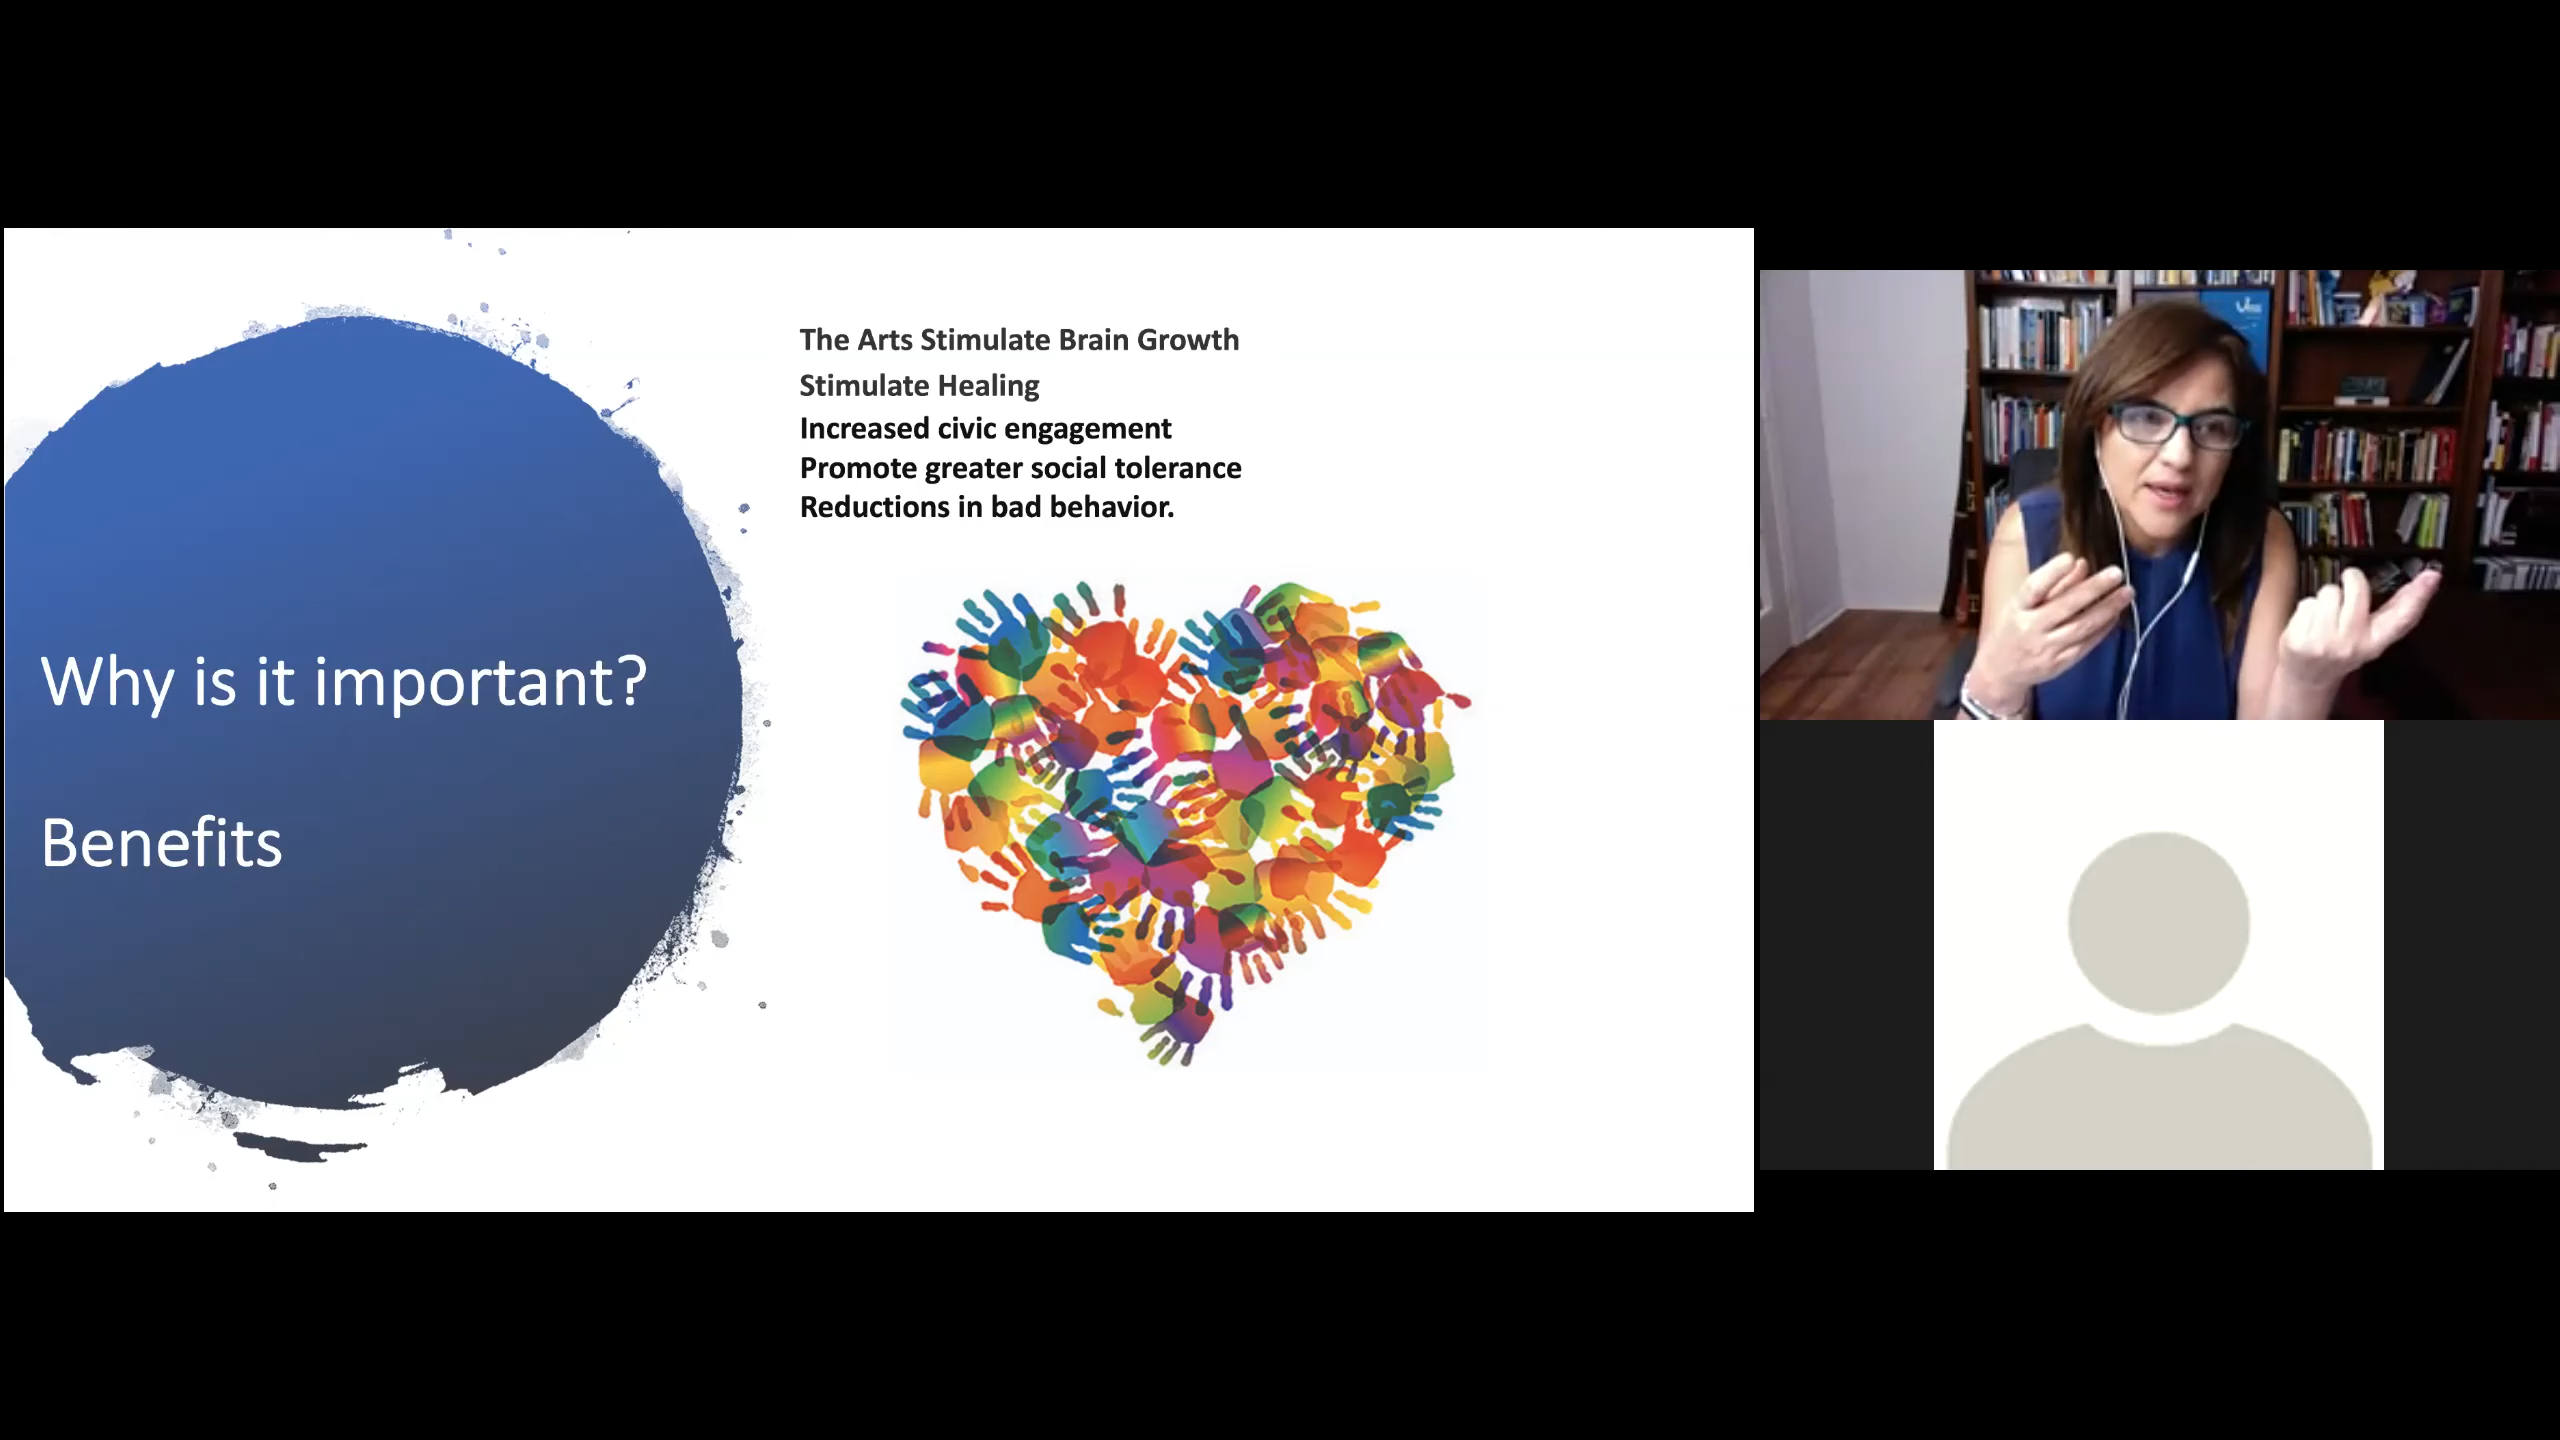 Why is it important?
Benefits
The Arts Stimulate Brain Growth
Stimulate Healing
Increased civic engagement
Promote greater social tolerance
Reductions in bad behavior.